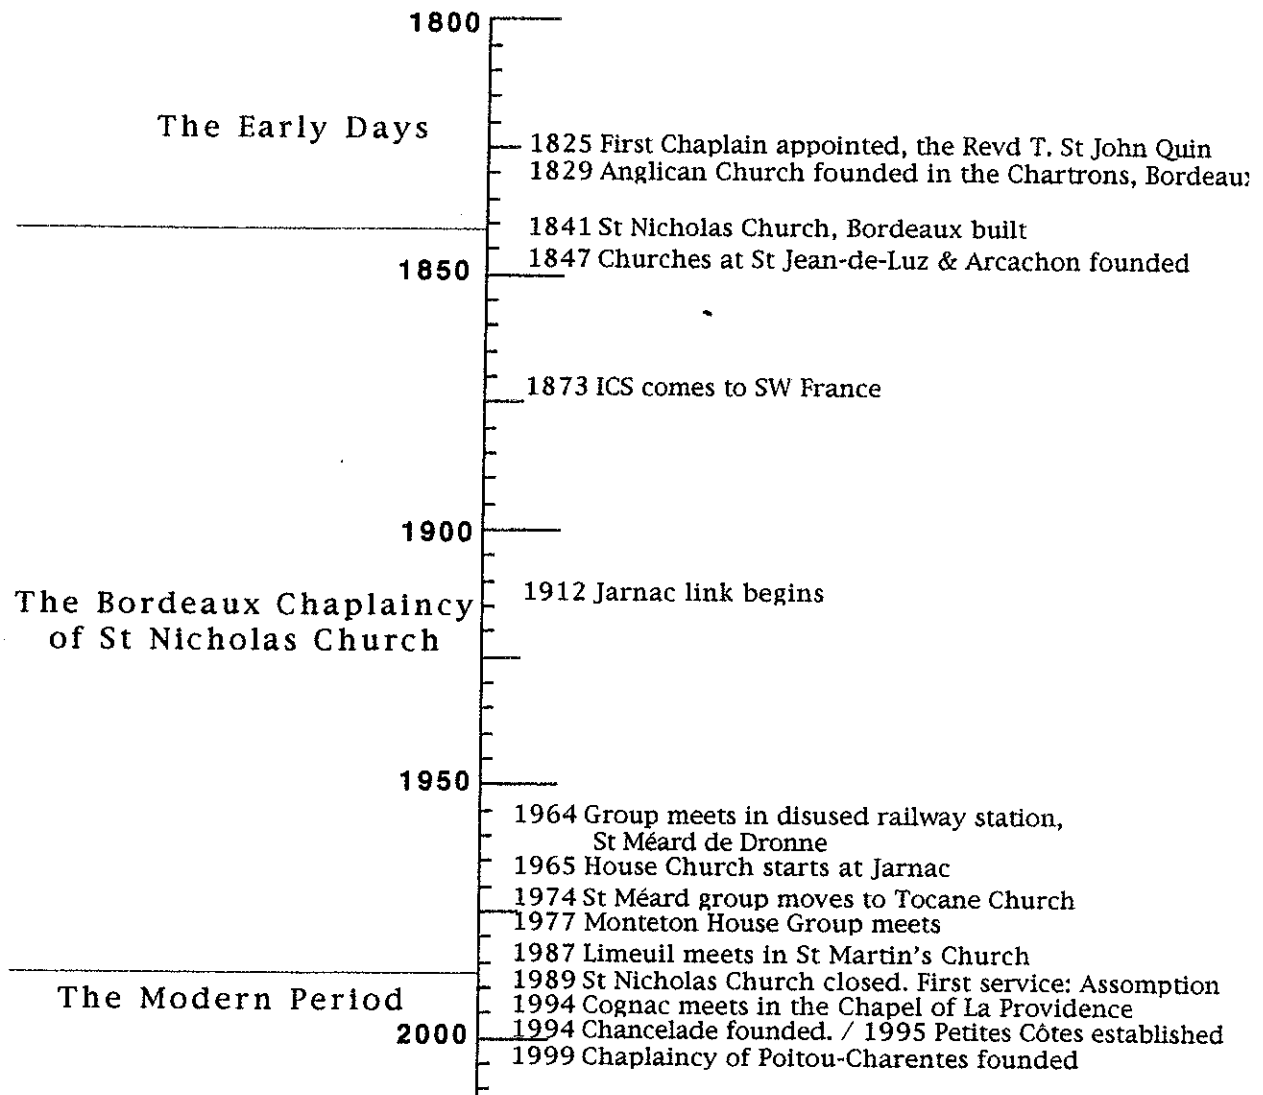 1800
The Early Days
1825 First Chaplain appointed, the Revd T. St John Quin
1829 Anglican Church founded in the Chartrons, Bordeaux
1841 St Nicholas Church, Bordeaux built
1847 Churches at St Jean-de-Luz & Arcachon founded
1850
1873 ICS comes to SW France
1900
1912 Jarnac link begins
The Bordeaux Chaplaincy
of St Nicholas Church
1950
1964 Group meets in disused railway station,
St Méard de Dronne
1965 House Church starts at Jarnac
1974 St Méard group moves to Tocane Church
1977 Monteton House Group meets
1987 Limeuil meets in St Martin's Church
1989 St Nicholas Church closed. First service: Assomption
The Modern Period
1994 Cognac meets in the Chapel of La Providence
2000
1994 Chancelade founded. / 1995 Petites Côtes established
1999 Chaplaincy of Poitou-Charentes founded